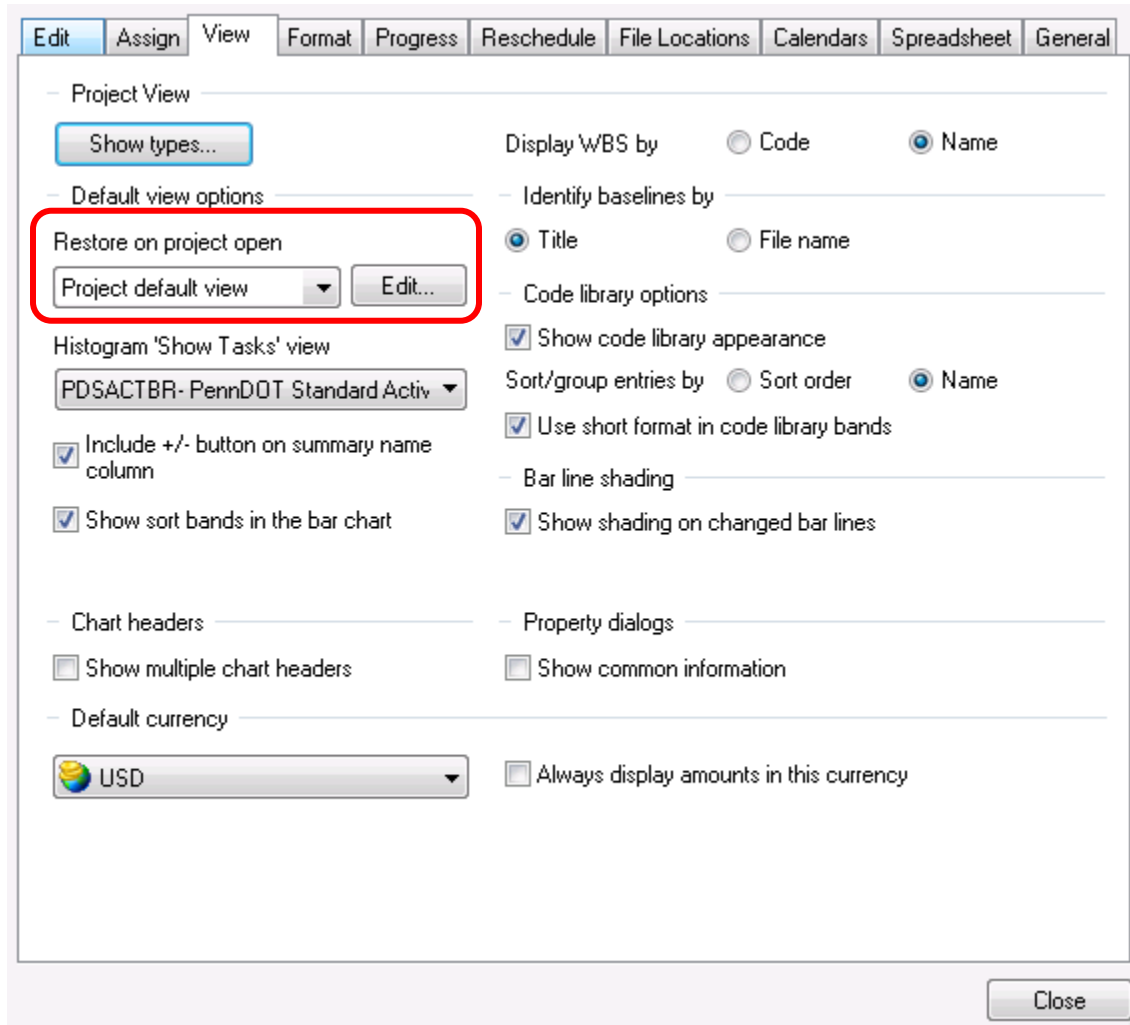 Edit Assign View Format Progress Reschedule File Locations Calendars Spreadsheet General
Project View
Show types...
Display WBS by Code Name
Default view options
Restore on project open
Project default view Edit...
Histogram 'Show Tasks' view
PDSACTBR- PennDOT Standard Activ
Include +/- button on summary name
column
Show sort bands in the bar chart
Identify baselines by
Title File name
Code library options
Show code library appearance
Sort/group entries by Sort order Name
Use short format in code library bands
Bar line shading
Show shading on changed bar lines
Chart headers
Show multiple chart headers
Property dialogs
Show common information
Default currency
USD
Always display amounts in this currency
Close